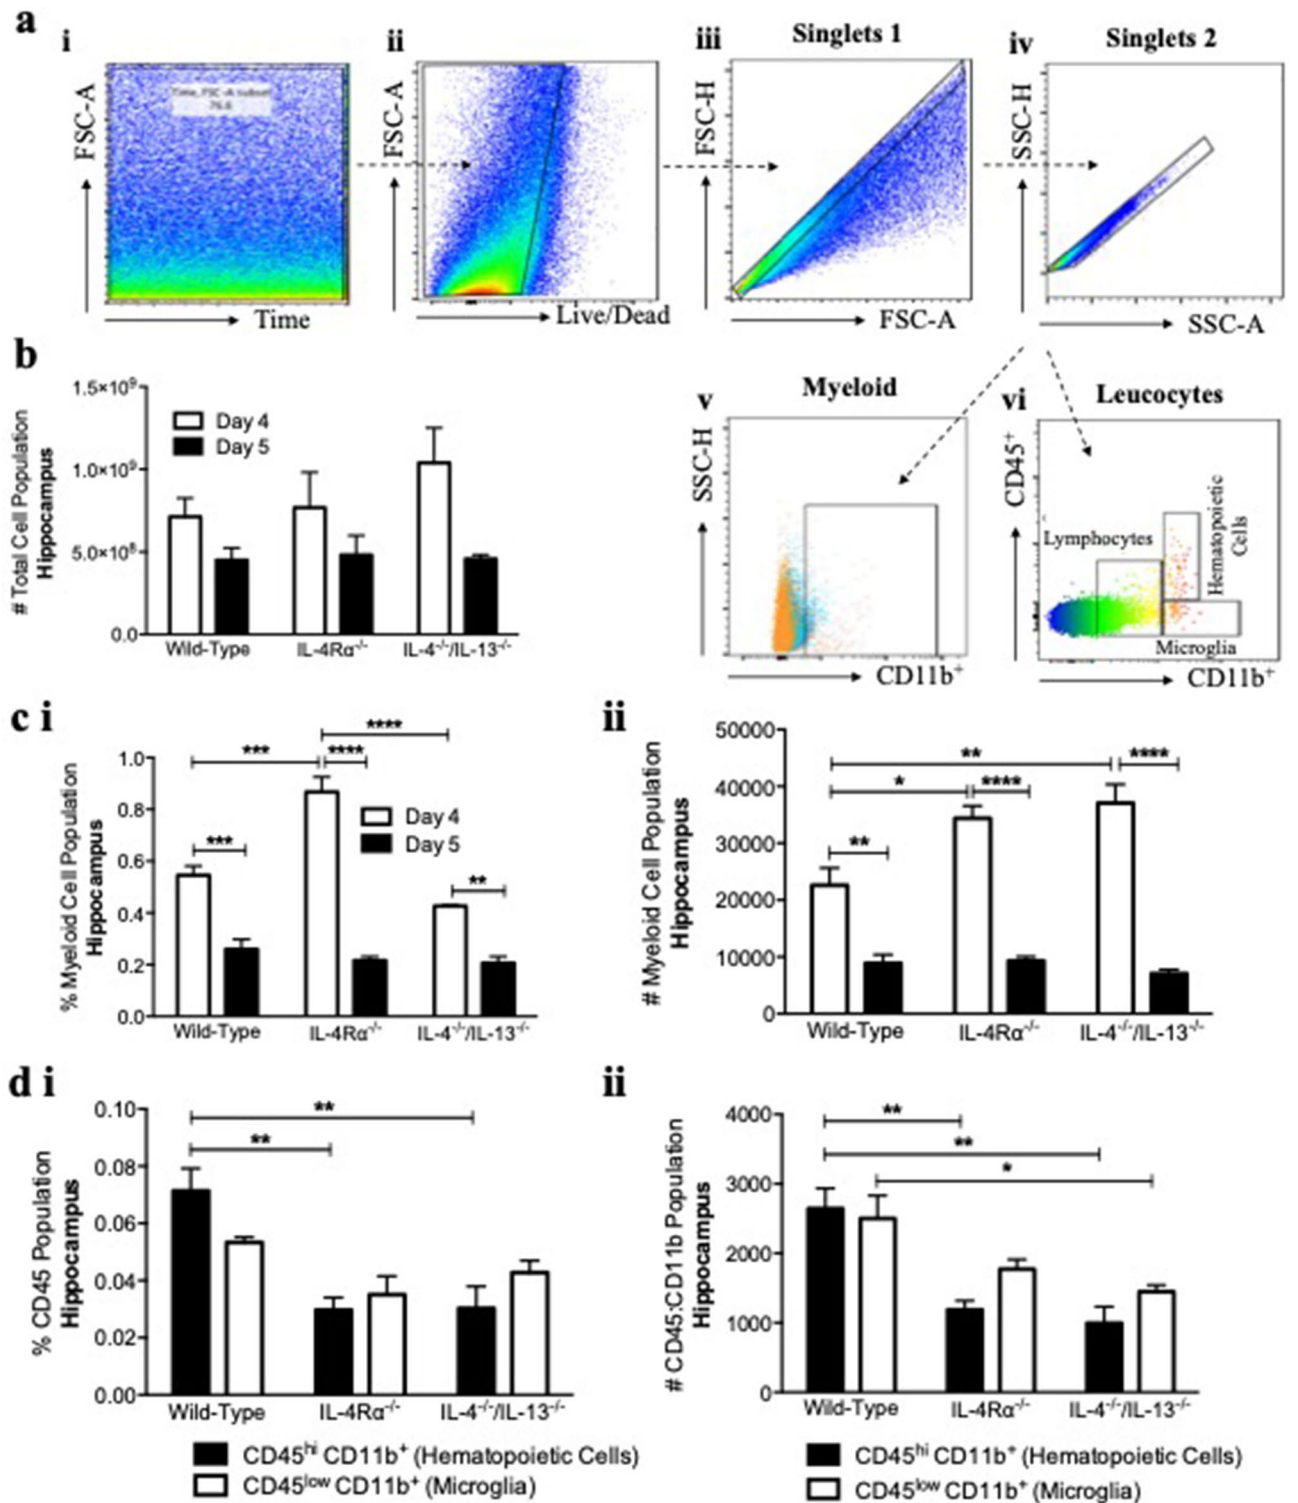 a
i
ii
iii
Singlets 1
iv
Singlets 2
FSC-A
Time, FSC-A subset
76.6
Time
FSC-A
Live/Dead
FSC-H
FSC-A
SSC-H
SSC-A
b
1.5×10⁹
1.0×10⁹
5.0×10⁸
0.0
# Total Cell Population
Hippocampus
Day 4
Day 5
Wild-Type
IL-4Rα⁻/⁻
IL-4⁻/⁻/IL-13⁻/⁻
v
Myeloid
SSC-H
CD11b⁺
vi
Leucocytes
CD45⁺
Lymphocytes
Hematopoietic
Cells
Microglia
CD11b⁺
c i
****
***
****
***
**
1.0
0.8
0.6
0.4
0.2
0.0
% Myeloid Cell Population
Hippocampus
Day 4
Day 5
Wild-Type
IL-4Rα⁻/⁻
IL-4⁻/⁻/IL-13⁻/⁻
ii
50000
40000
30000
20000
10000
0
# Myeloid Cell Population
Hippocampus
**
****
*
****
**
Wild-Type
IL-4Rα⁻/⁻
IL-4⁻/⁻/IL-13⁻/⁻
d i
0.10
0.08
0.06
0.04
0.02
0.00
% CD45 Population
Hippocampus
**
**
Wild-Type
IL-4Rα⁻/⁻
IL-4⁻/⁻/IL-13⁻/⁻
CD45ʰⁱ CD11b⁺ (Hematopoietic Cells)
CD45ˡᵒʷ CD11b⁺ (Microglia)
ii
4000
3000
2000
1000
0
# CD45:CD11b Population
Hippocampus
**
**
*
Wild-Type
IL-4Rα⁻/⁻
IL-4⁻/⁻/IL-13⁻/⁻
CD45ʰⁱ CD11b⁺ (Hematopoietic Cells)
CD45ˡᵒʷ CD11b⁺ (Microglia)